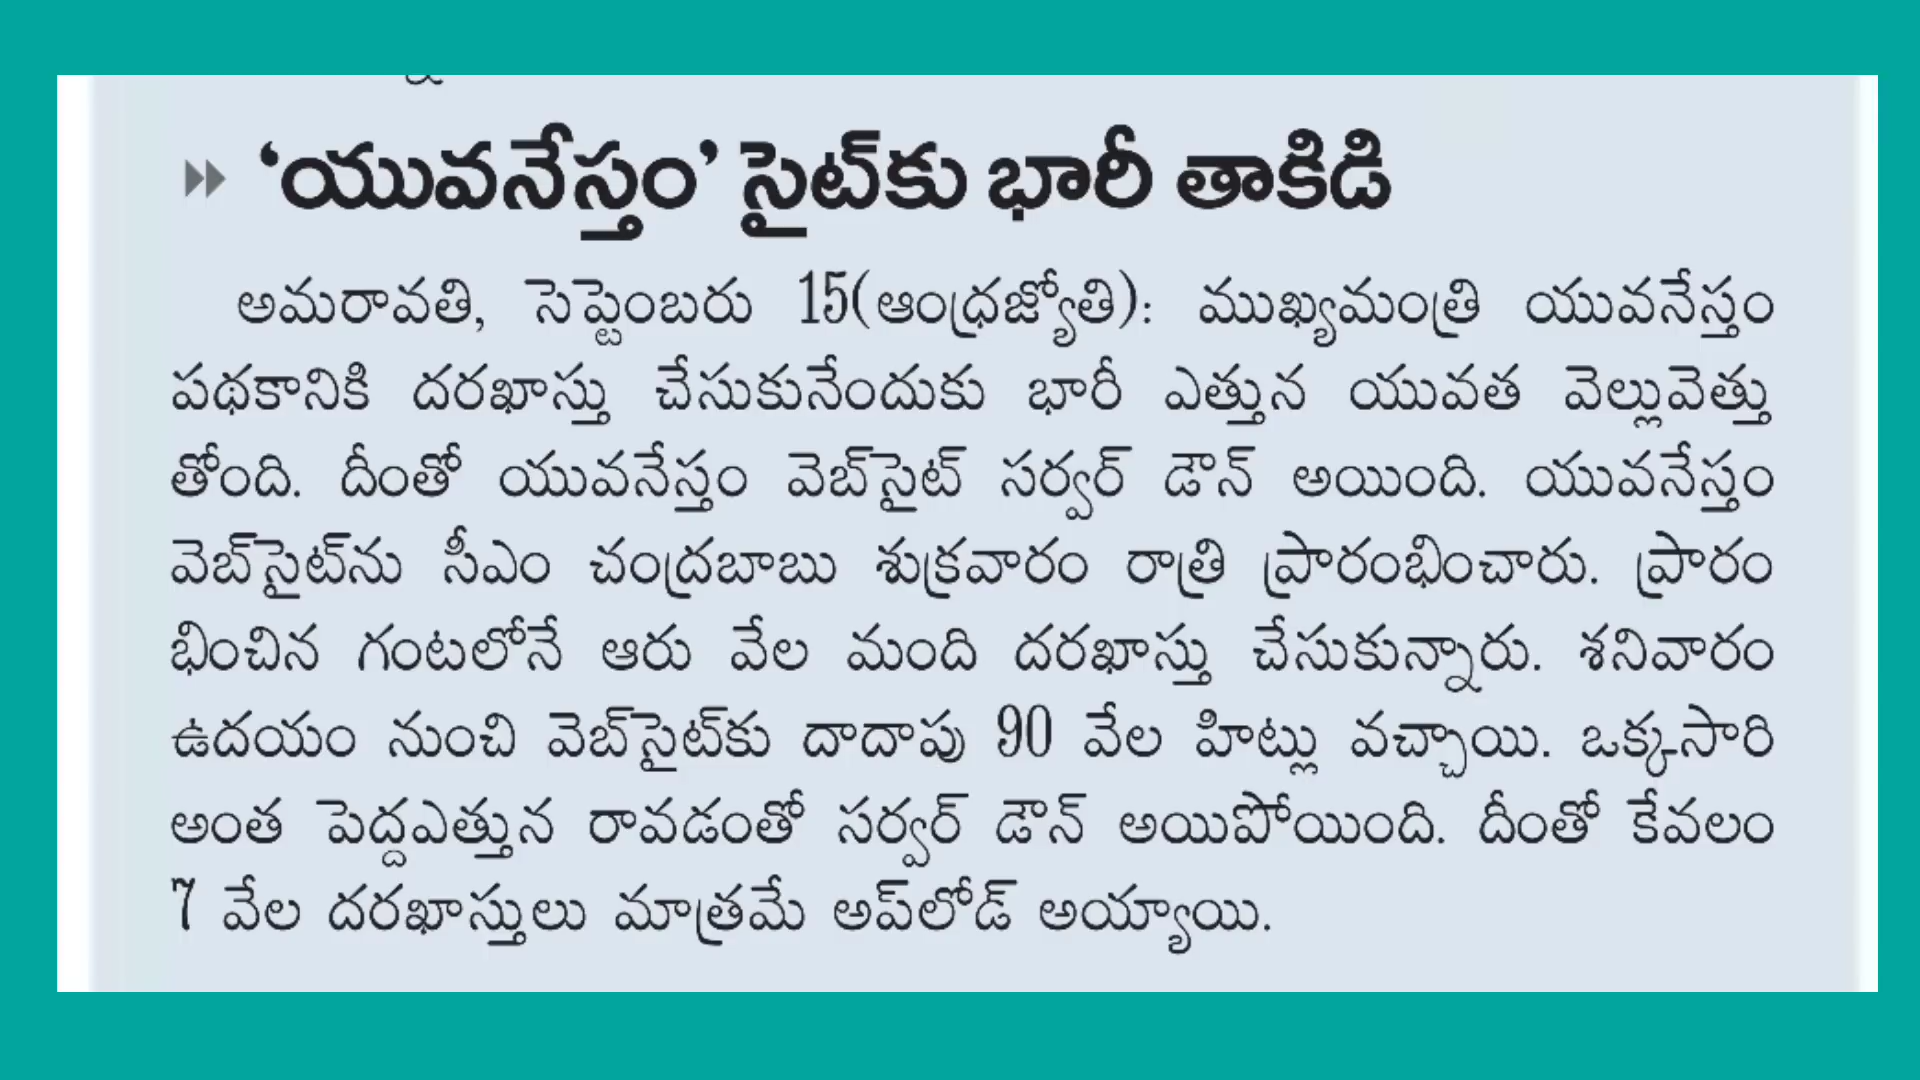 ‘యువనేస్తం’ సైట్‌కు భారీ తాకిడి
అమరావతి, సెప్టెంబరు 15(ఆంధ్రజ్యోతి): ముఖ్యమంత్రి యువనేస్తం
పథకానికి దరఖాస్తు చేసుకునేందుకు భారీ ఎత్తున యువత వెల్లువెత్తు
తోంది. దీంతో యువనేస్తం వెబ్‌సైట్ సర్వర్ డౌన్ అయింది. యువనేస్తం
వెబ్‌సైట్‌ను సీఎం చంద్రబాబు శుక్రవారం రాత్రి ప్రారంభించారు. ప్రారం
భించిన గంటలోనే ఆరు వేల మంది దరఖాస్తు చేసుకున్నారు. శనివారం
ఉదయం నుంచి వెబ్‌సైట్‌కు దాదాపు 90 వేల హిట్లు వచ్చాయి. ఒక్కసారి
అంత పెద్దఎత్తున రావడంతో సర్వర్ డౌన్ అయిపోయింది. దీంతో కేవలం
7 వేల దరఖాస్తులు మాత్రమే అప్‌లోడ్ అయ్యాయి.